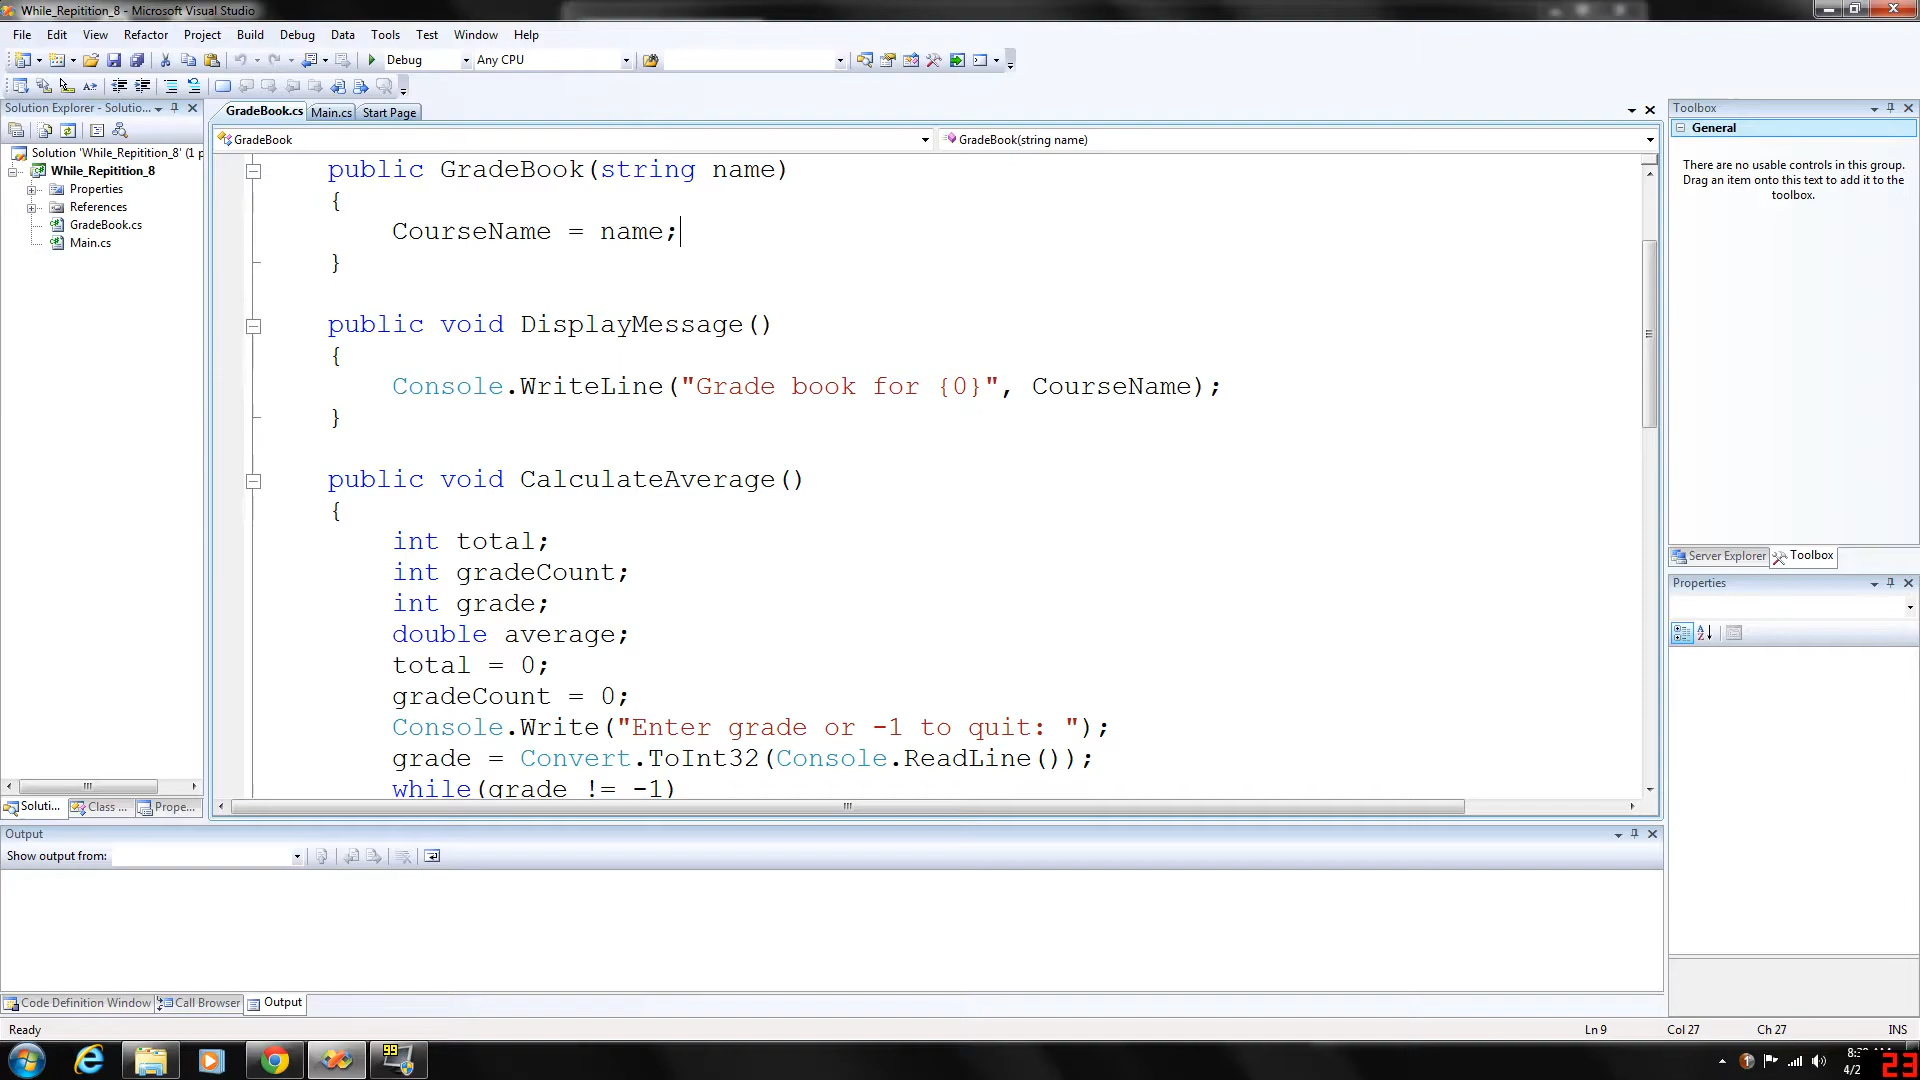 While_Repitition_8 - Microsoft Visual Studio
File Edit View Refactor Project Build Debug Data Tools Test Window Help
Debug Any CPU
Solution Explorer - Solutio...
GradeBook.cs Main.cs Start Page
Toolbox
General
GradeBook GradeBook(string name)
Solution 'While_Repitition_8' (1 p
While_Repitition_8
Properties
References
GradeBook.cs
Main.cs
There are no usable controls in this group.
Drag an item onto this text to add it to the
toolbox.
public GradeBook(string name)
{
CourseName = name;
}
public void DisplayMessage()
{
Console.WriteLine("Grade book for {0}", CourseName);
}
public void CalculateAverage()
{
int total;
int gradeCount;
int grade;
double average;
total = 0;
gradeCount = 0;
Console.Write("Enter grade or -1 to quit: ");
grade = Convert.ToInt32(Console.ReadLine());
while(grade != -1)
Server Explorer Toolbox
Properties
Soluti... Class ... Prope...
Output
Show output from:
Code Definition Window Call Browser Output
Ready Ln 9 Col 27 Ch 27 INS
99
4/2
23